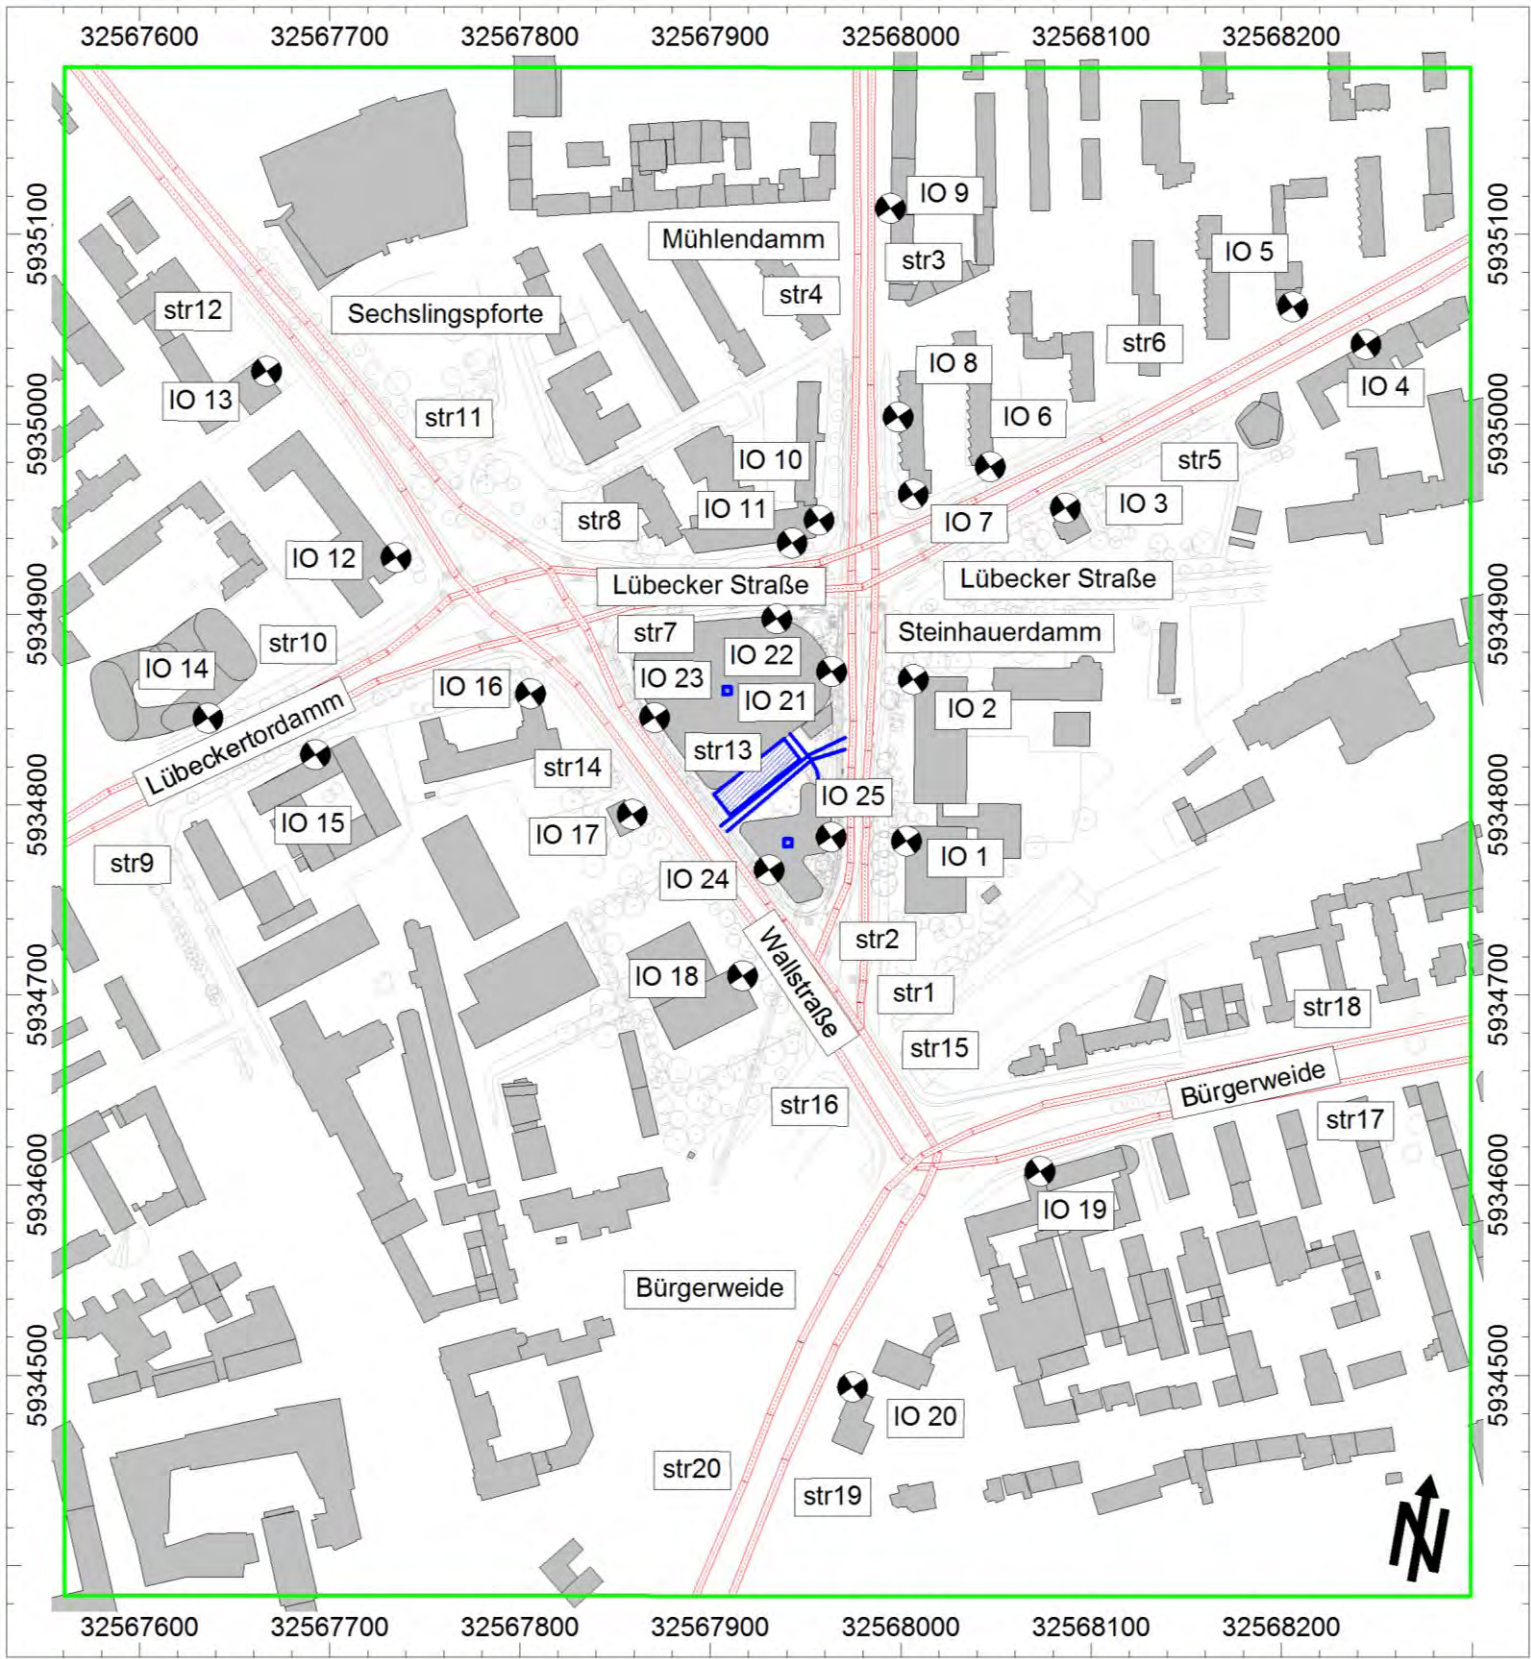 32567600 32567700 32567800 32567900 32568000 32568100 32568200
5935100
5935000
5934900
5934800
5934700
5934600
5934500
IO 9
Mühlendamm
IO 5
str3
str4
str12
Sechslingspforte
str6
IO 8
IO 4
IO 13
str11
IO 6
IO 10
str5
IO 11
IO 3
str8
IO 7
IO 12
Lübecker Straße
Lübecker Straße
str7
Steinhauerdamm
str10
IO 22
IO 14
IO 23
IO 16
IO 21
IO 2
Lübeckertordamm
str13
str14
IO 25
IO 15
IO 17
IO 1
str9
IO 24
str2
Wallstraße
IO 18
str1
str18
str15
Bürgerweide
str16
str17
IO 19
Bürgerweide
IO 20
str20
str19
N
5935100
5935000
5934900
5934800
5934700
5934600
5934500
32567600 32567700 32567800 32567900 32568000 32568100 32568200